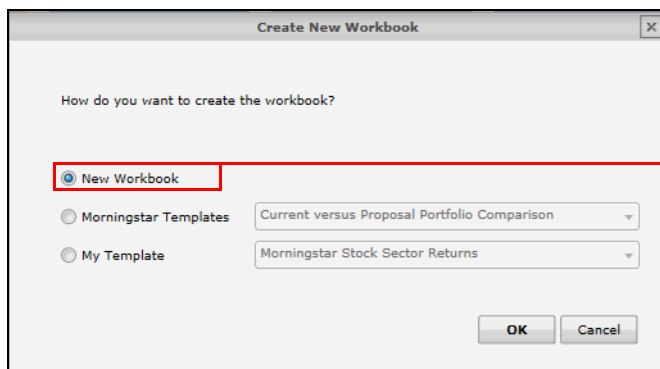 Create New Workbook
How do you want to create the workbook?
New Workbook
Morningstar Templates Current versus Proposal Portfolio Comparison
My Template Morningstar Stock Sector Returns
OK Cancel